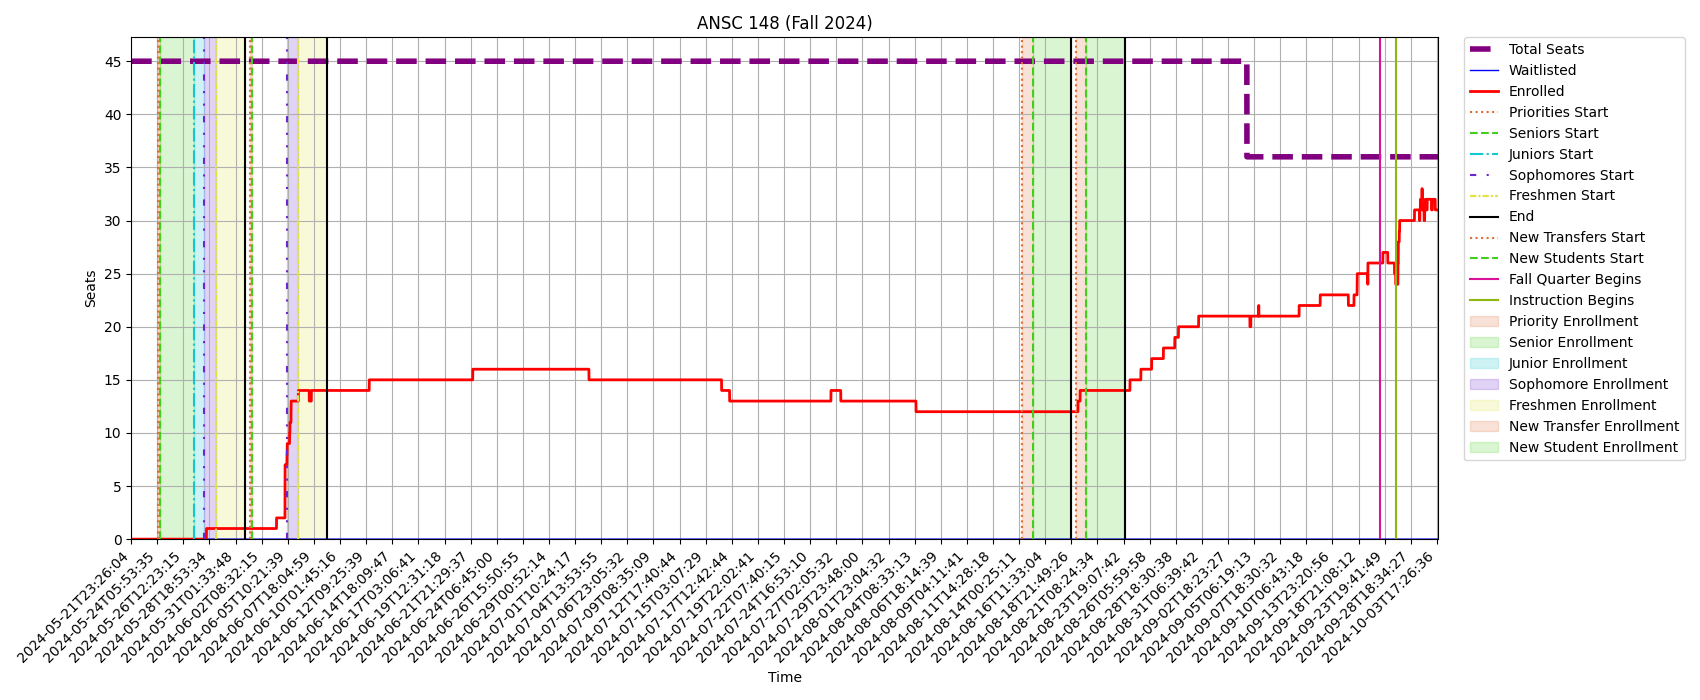 ANSC 148 (Fall 2024)
Seats
45
40
35
30
25
20
15
10
5
0
2024-05-21T23:26:04
2024-05-24T05:53:35
2024-05-26T12:23:15
2024-05-28T18:53:34
2024-05-31T01:33:48
2024-06-02T08:32:15
2024-06-05T10:21:39
2024-06-07T18:04:59
2024-06-10T01:45:16
2024-06-12T09:25:39
2024-06-14T18:09:47
2024-06-17T03:06:41
2024-06-19T12:31:18
2024-06-21T21:29:37
2024-06-24T06:45:00
2024-06-26T15:50:55
2024-06-29T00:52:14
2024-07-01T10:24:17
2024-07-04T13:53:55
2024-07-06T23:05:32
2024-07-09T08:35:09
2024-07-12T17:40:44
2024-07-15T03:07:29
2024-07-17T12:42:44
2024-07-19T22:02:41
2024-07-22T07:40:15
2024-07-24T16:53:10
2024-07-27T02:05:32
2024-07-29T23:48:00
2024-08-01T23:04:32
2024-08-04T08:33:13
2024-08-06T18:14:39
2024-08-09T04:11:41
2024-08-11T14:28:18
2024-08-14T00:25:11
2024-08-16T11:33:04
2024-08-18T21:49:26
2024-08-21T08:24:34
2024-08-23T19:07:42
2024-08-26T05:59:58
2024-08-28T18:30:38
2024-08-31T06:39:42
2024-09-02T18:23:27
2024-09-05T06:19:13
2024-09-07T18:30:32
2024-09-10T06:43:18
2024-09-13T23:20:56
2024-09-18T21:08:12
2024-09-23T19:41:49
2024-09-28T18:34:27
2024-10-03T17:26:36
Time
Total Seats
Waitlisted
Enrolled
Priorities Start
Seniors Start
Juniors Start
Sophomores Start
Freshmen Start
End
New Transfers Start
New Students Start
Fall Quarter Begins
Instruction Begins
Priority Enrollment
Senior Enrollment
Junior Enrollment
Sophomore Enrollment
Freshmen Enrollment
New Transfer Enrollment
New Student Enrollment